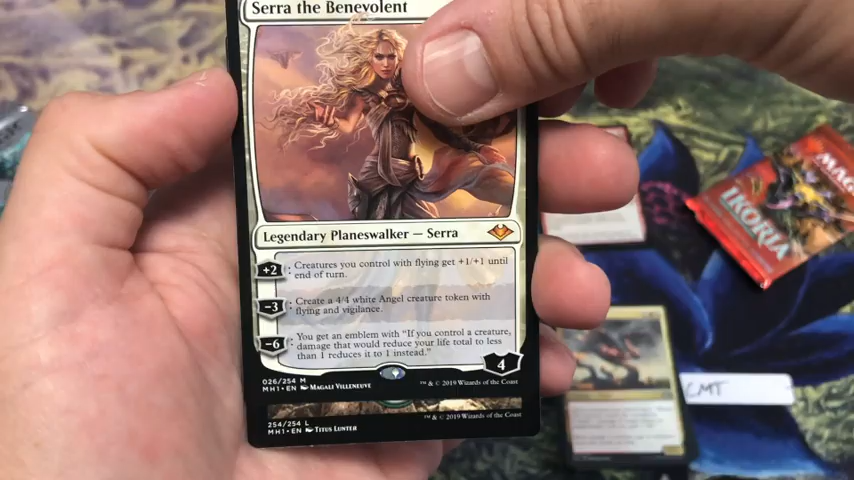 Serra the Benevolent
Legendary Planeswalker — Serra
+2: Creatures you control with flying get +1/+1 until
end of turn.
−3: Create a 4/4 white Angel creature token with
flying and vigilance.
−6: You get an emblem with “If you control a creature,
damage that would reduce your life total to less
than 1 reduces it to 1 instead.”
4
026/254 M
MH1 • EN Magali Villeneuve
™ & © 2019 Wizards of the Coast
254/254 L
MH1 • EN Titus Lunter
™ & © 2019 Wizards of the Coast
MAG
IKORIA
CMT